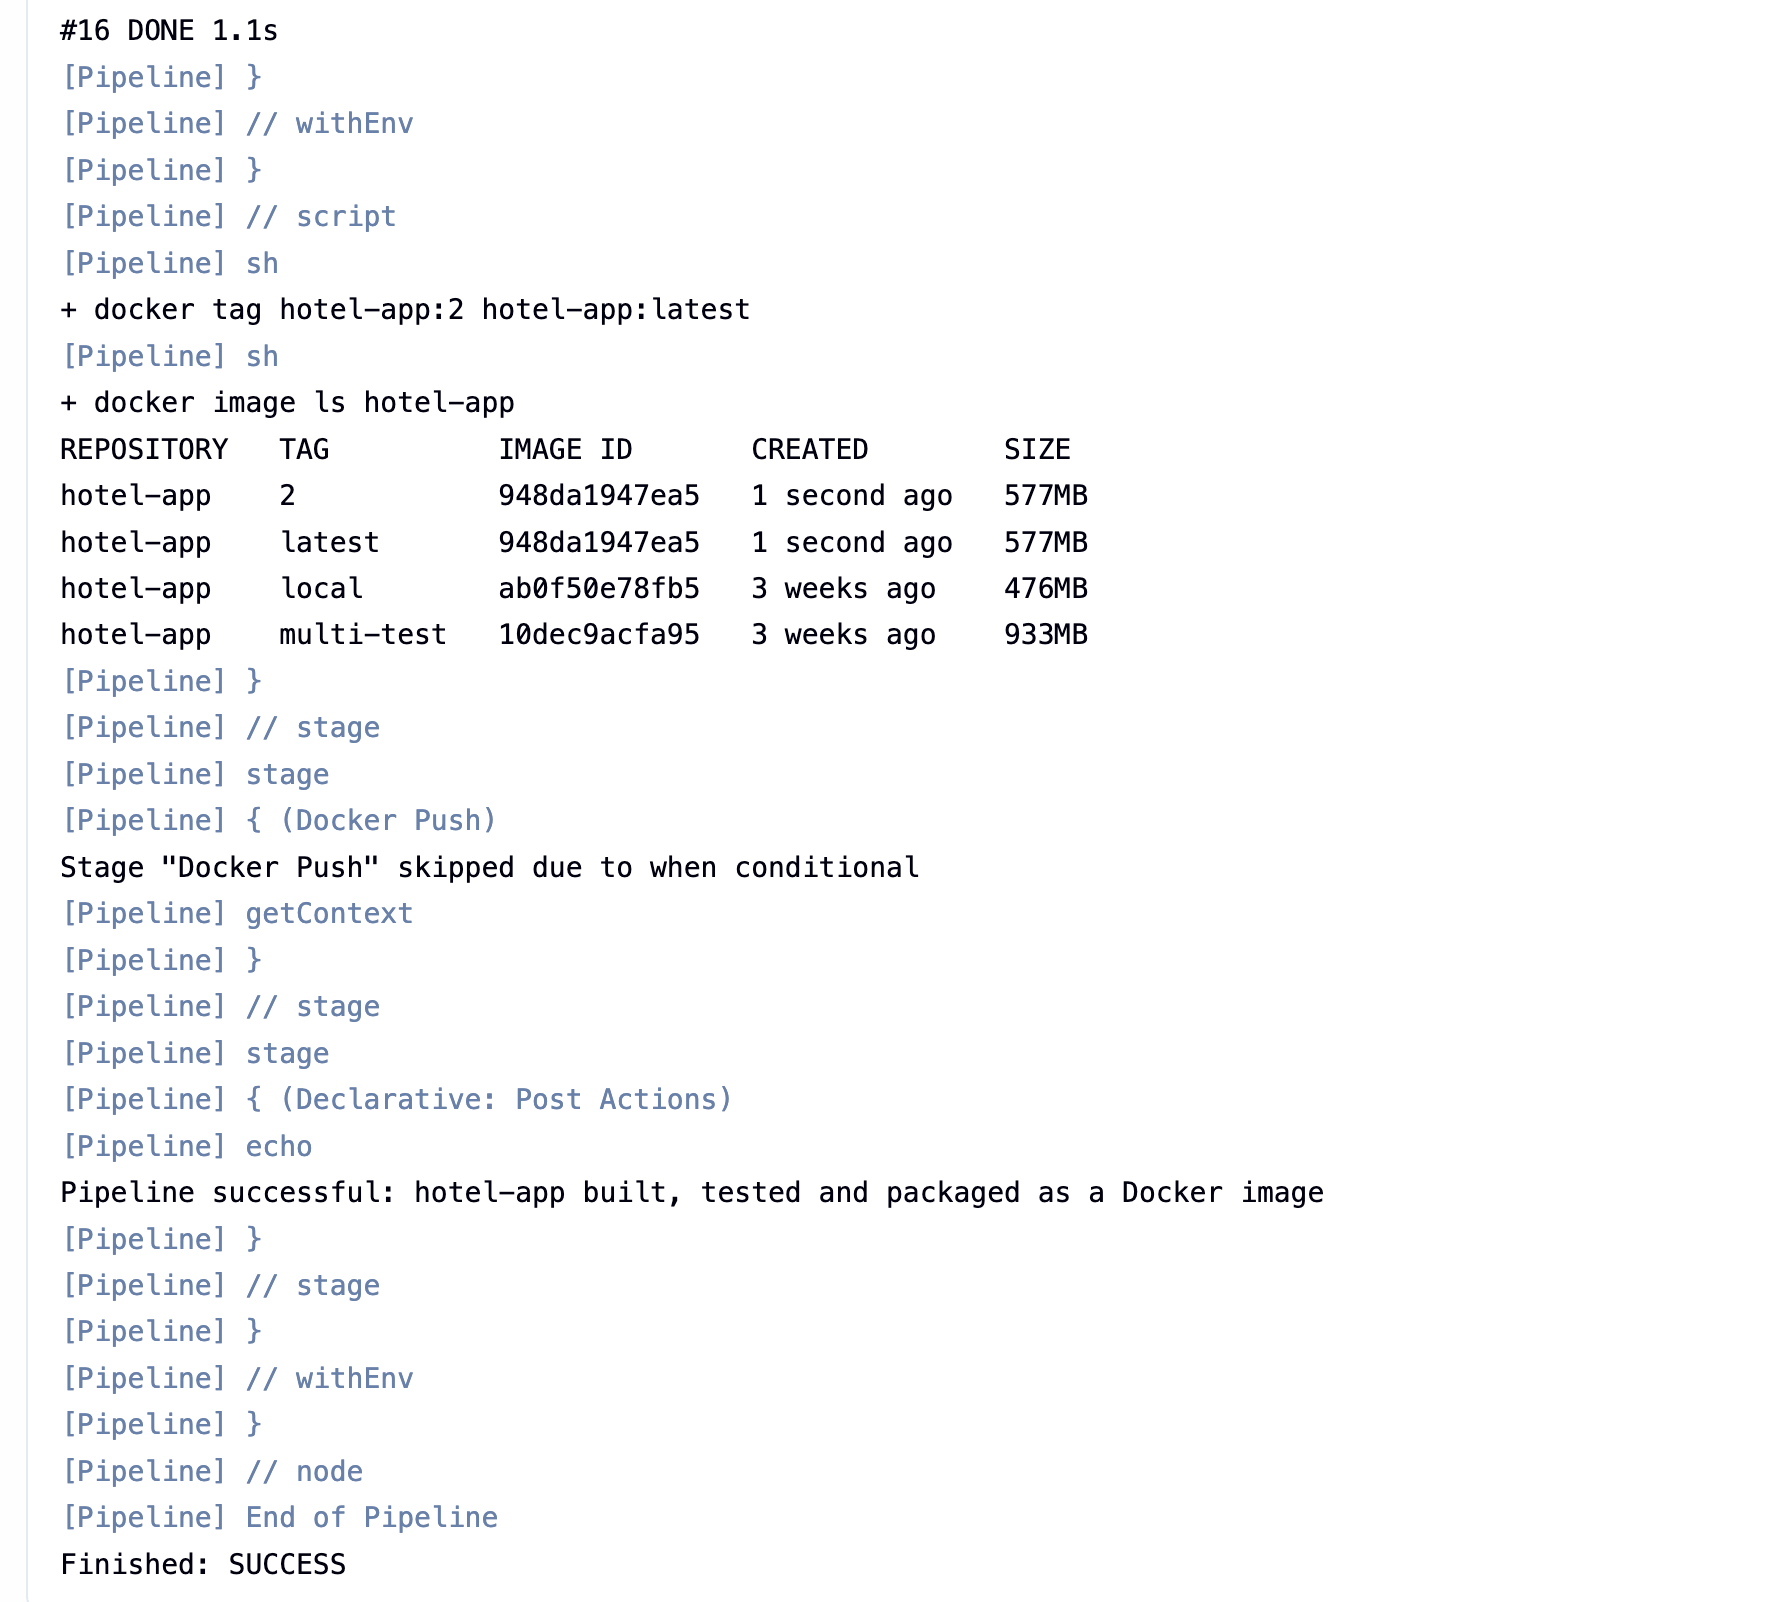 #16 DONE 1.1s
[Pipeline] }
[Pipeline] // withEnv
[Pipeline] }
[Pipeline] // script
[Pipeline] sh
+ docker tag hotel-app:2 hotel-app:latest
[Pipeline] sh
+ docker image ls hotel-app
REPOSITORY   TAG          IMAGE ID       CREATED        SIZE
hotel-app    2            948da1947ea5   1 second ago   577MB
hotel-app    latest       948da1947ea5   1 second ago   577MB
hotel-app    local        ab0f50e78fb5   3 weeks ago    476MB
hotel-app    multi-test   10dec9acfa95   3 weeks ago    933MB
[Pipeline] }
[Pipeline] // stage
[Pipeline] stage
[Pipeline] { (Docker Push)
Stage "Docker Push" skipped due to when conditional
[Pipeline] getContext
[Pipeline] }
[Pipeline] // stage
[Pipeline] stage
[Pipeline] { (Declarative: Post Actions)
[Pipeline] echo
Pipeline successful: hotel-app built, tested and packaged as a Docker image
[Pipeline] }
[Pipeline] // stage
[Pipeline] }
[Pipeline] // withEnv
[Pipeline] }
[Pipeline] // node
[Pipeline] End of Pipeline
Finished: SUCCESS